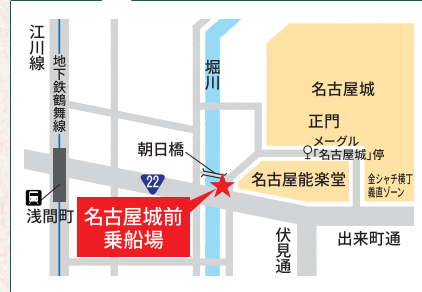 江川線
地下鉄鶴舞線
堀川
名古屋城
正門
メーグル
「名古屋城」停
朝日橋
22
名古屋能楽堂
金シャチ横丁
義直ゾーン
浅間町
名古屋城前
乗船場
伏見通
出来町通